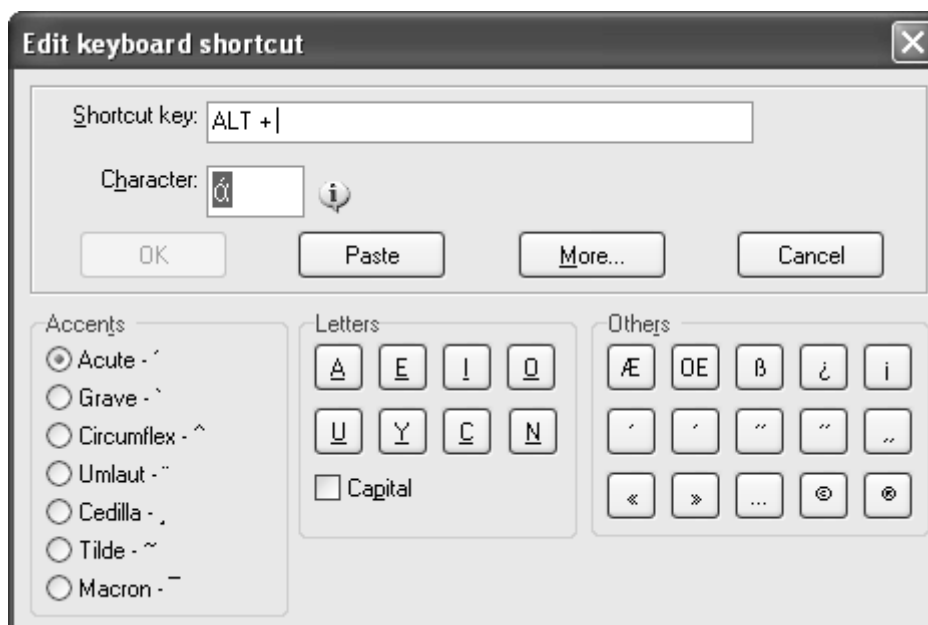 Edit keyboard shortcut
Shortcut key: ALT +
Character: ά
OK Paste More... Cancel
Accents
Acute - ´
Grave - `
Circumflex - ^
Umlaut - ¨
Cedilla - ¸
Tilde - ~
Macron - ¯
Letters
A E I O
U Y C N
Capital
Others
Æ OE ß ¿ ¡
« » ... © ®